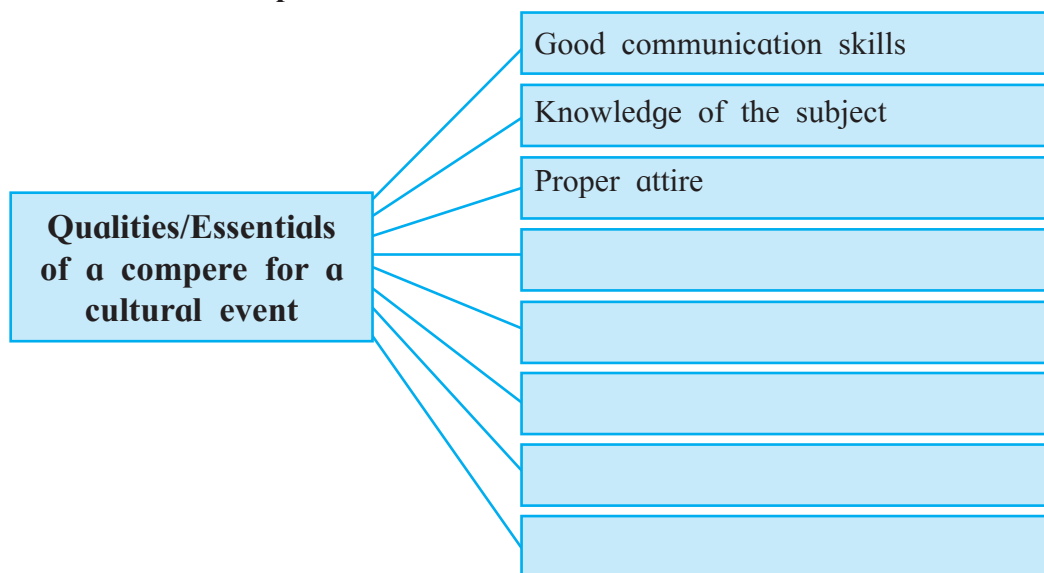 Good communication skills
Knowledge of the subject
Proper attire
Qualities/Essentials
of a compere for a
cultural event